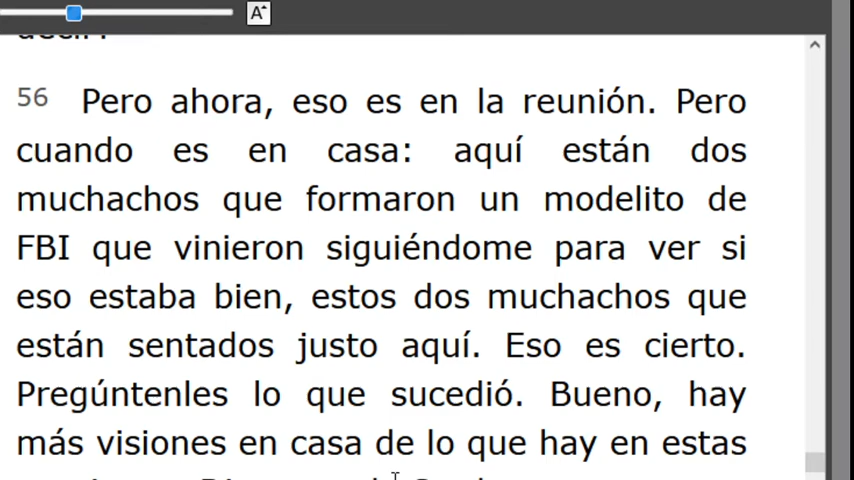 A
56 Pero ahora, eso es en la reunión. Pero
cuando es en casa: aquí están dos
muchachos que formaron un modelito de
FBI que vinieron siguiéndome para ver si
eso estaba bien, estos dos muchachos que
están sentados justo aquí. Eso es cierto.
Pregúntenles lo que sucedió. Bueno, hay
más visiones en casa de lo que hay en estas